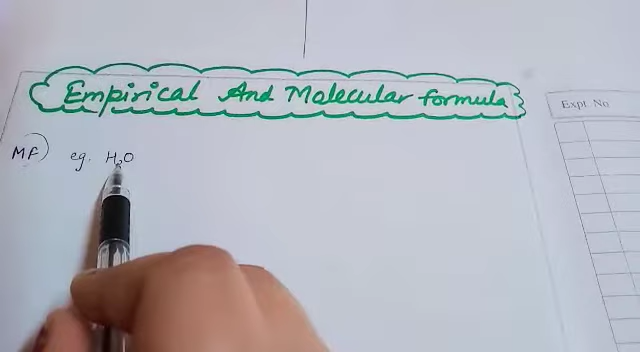 Empirical And Molecular formula
Expt. No
MF) eg. H₂O